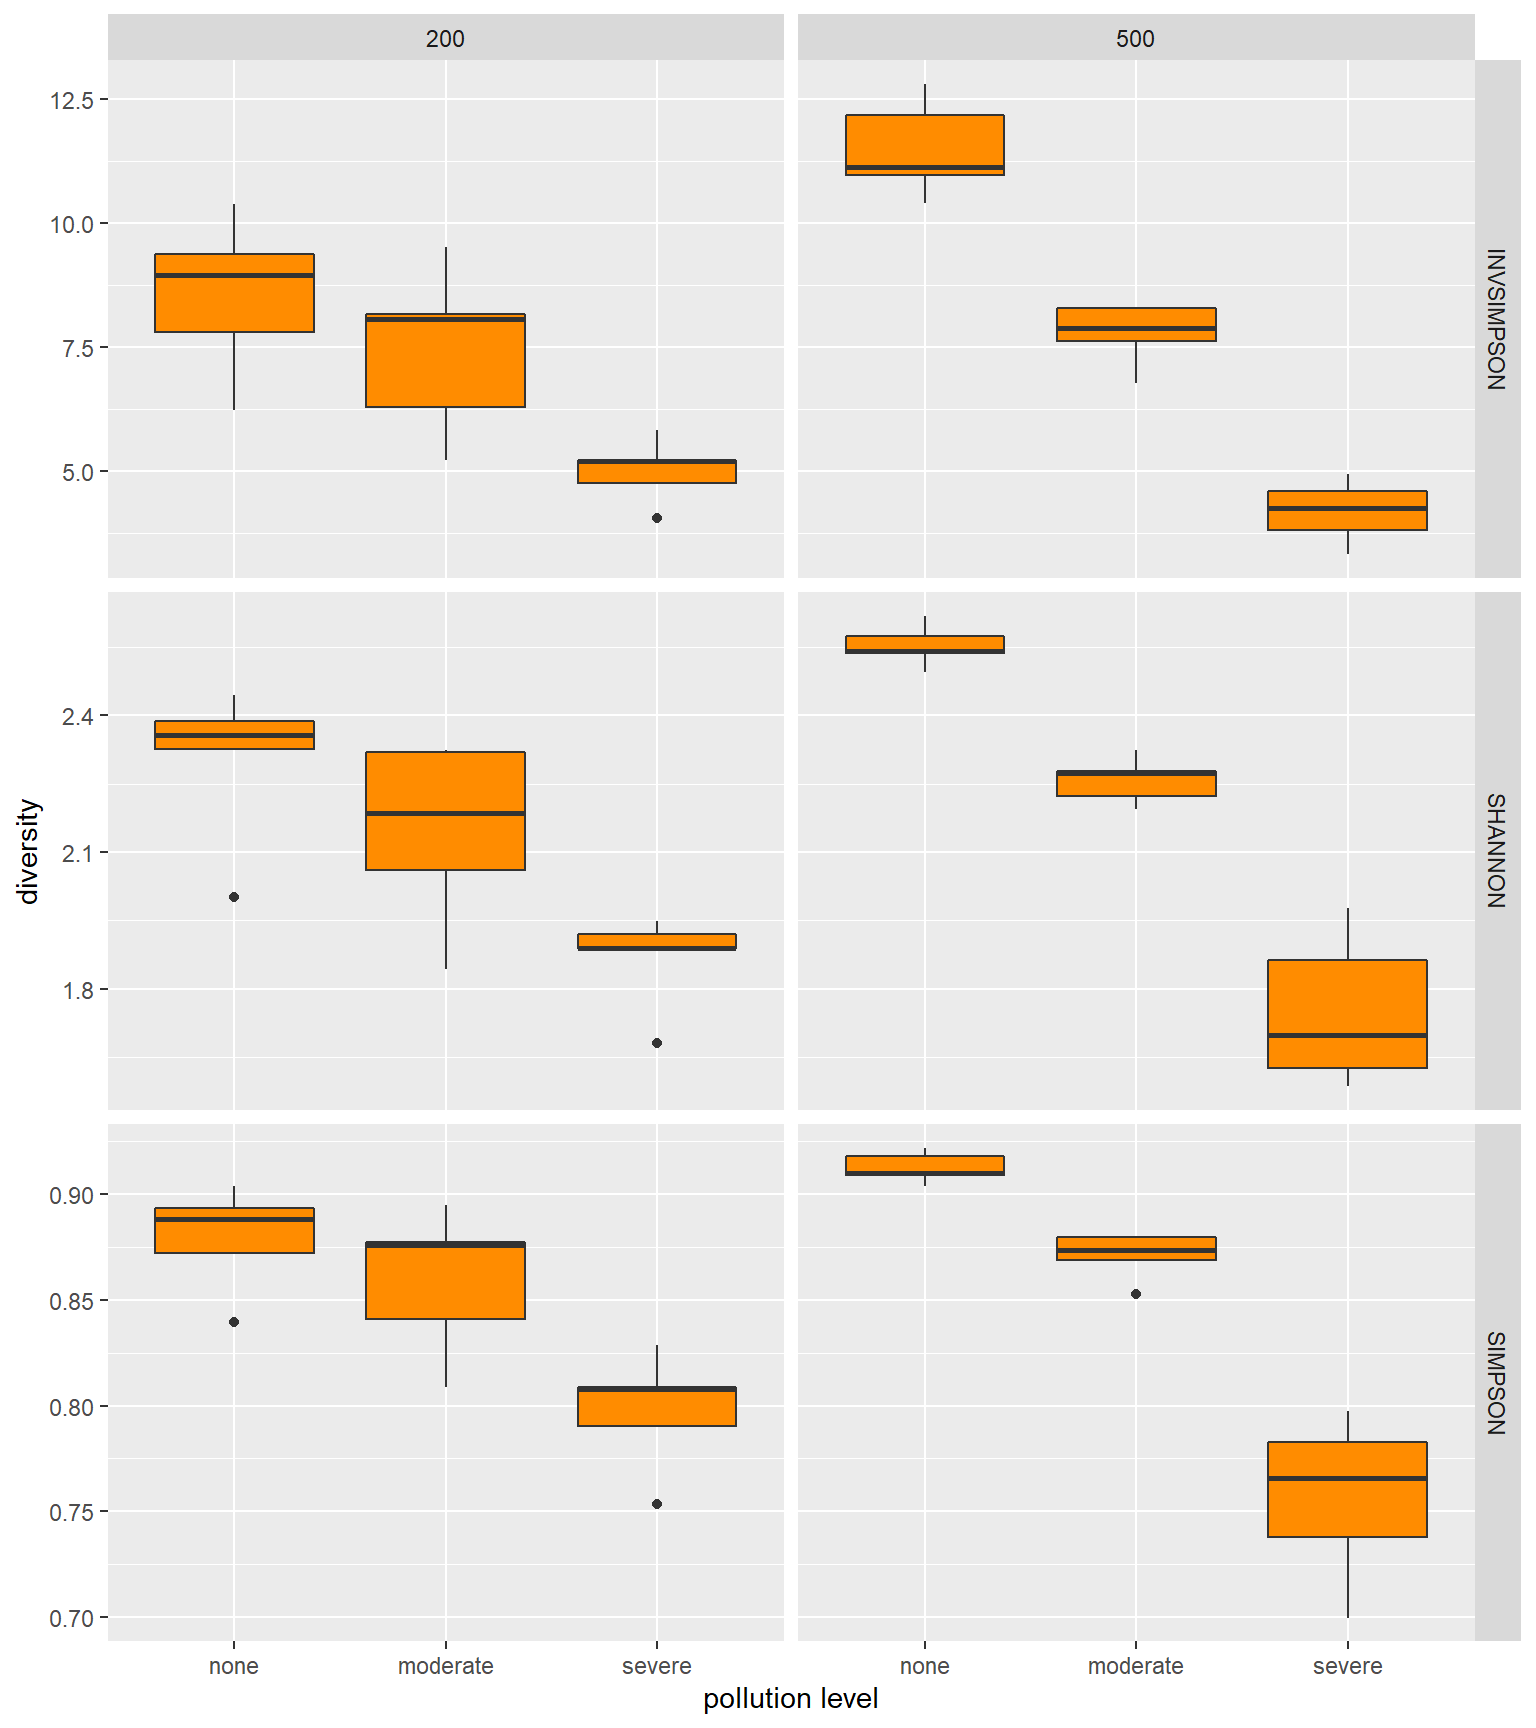 200
500
12.5
10.0
7.5
5.0
INVSIMPSON
2.4
2.1
1.8
SHANNON
0.90
0.85
0.80
0.75
0.70
SIMPSON
diversity
none
moderate
severe
none
moderate
severe
pollution level